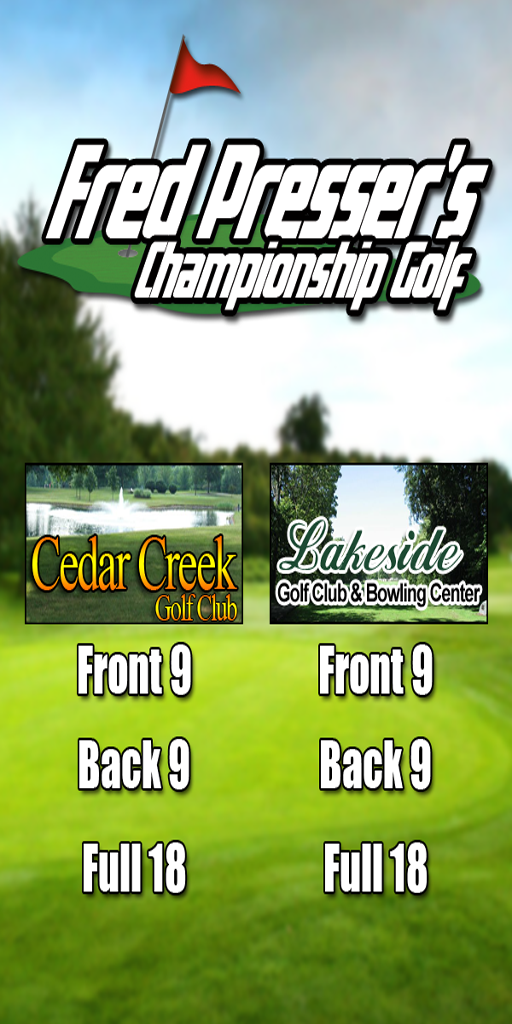 Fred Presser's
Championship Golf
Cedar Creek
Golf Club
Lakeside
Golf Club & Bowling Center
Front 9
Front 9
Back 9
Back 9
Full 18
Full 18